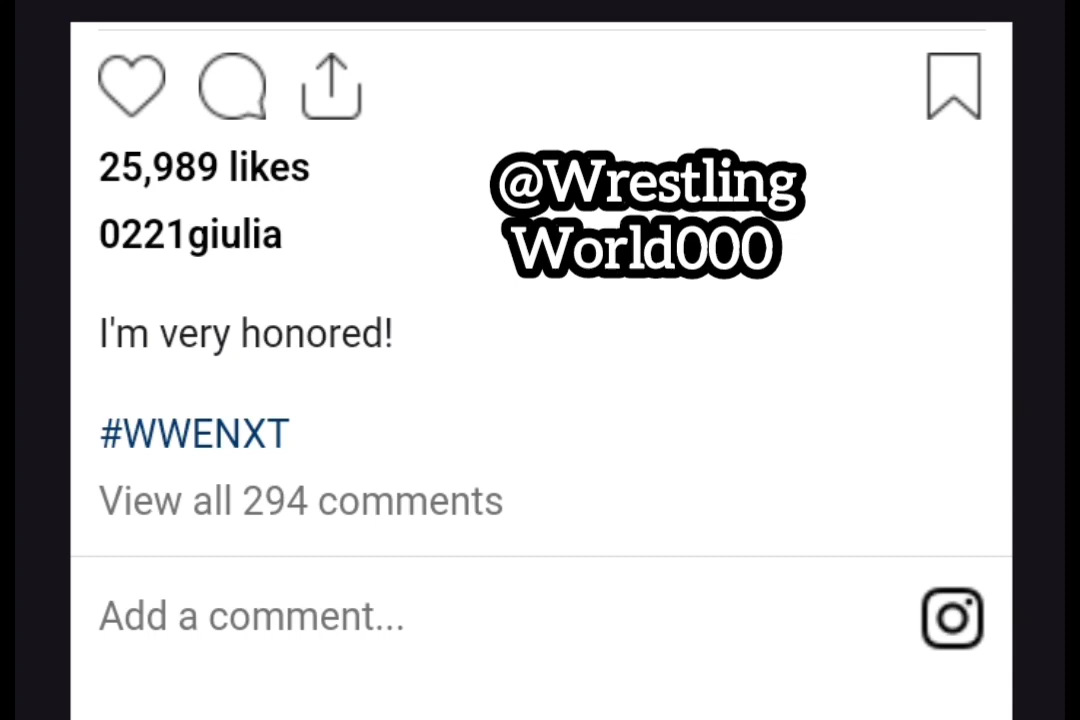 25,989 likes
@Wrestling
World000
0221giulia
I'm very honored!
#WWENXT
View all 294 comments
Add a comment...